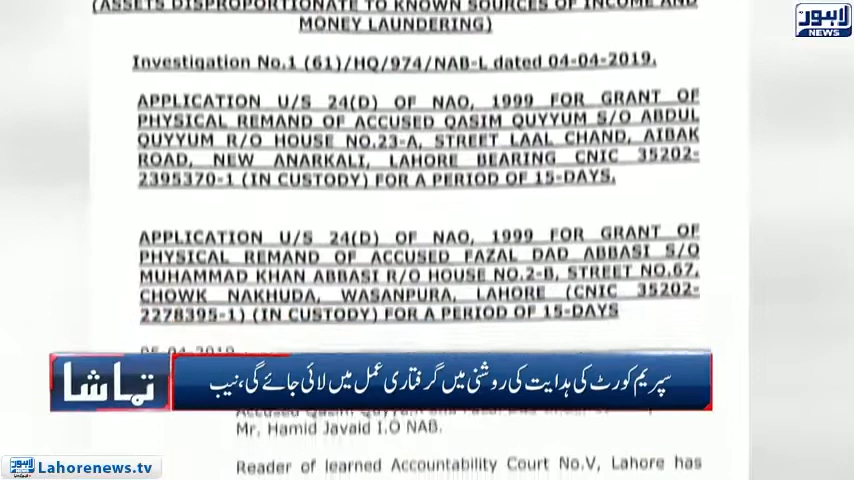 (ASSETS DISPROPORTIONATE TO KNOWN SOURCES OF INCOME AND
MONEY LAUNDERING)
Investigation No.1 (61)/HQ/974/NAB-L dated 04-04-2019.
APPLICATION U/S 24(D) OF NAO, 1999 FOR GRANT OF
PHYSICAL REMAND OF ACCUSED QASIM QUYYUM S/O ABDUL
QUYYUM R/O HOUSE NO.23-A, STREET LAAL CHAND, AIBAK
ROAD, NEW ANARKALI, LAHORE BEARING CNIC 35202-
2395370-1 (IN CUSTODY) FOR A PERIOD OF 15-DAYS.
APPLICATION U/S 24(D) OF NAO, 1999 FOR GRANT OF
PHYSICAL REMAND OF ACCUSED FAZAL DAD ABBASI S/O
MUHAMMAD KHAN ABBASI R/O HOUSE NO.2-B, STREET NO.67,
CHOWK NAKHUDA, WASANPURA, LAHORE (CNIC 35202-
2278395-1) (IN CUSTODY) FOR A PERIOD OF 15-DAYS
05-04-2019
تماشا
سپریم کورٹ کی ہدایت کی روشنی میں گرفتاری عمل میں لائی جائے گی، نیب
Mr. Hamid Javaid I.O NAB.
Reader of learned Accountability Court No.V, Lahore has
لاہور
NEWS
Lahorenews.tv